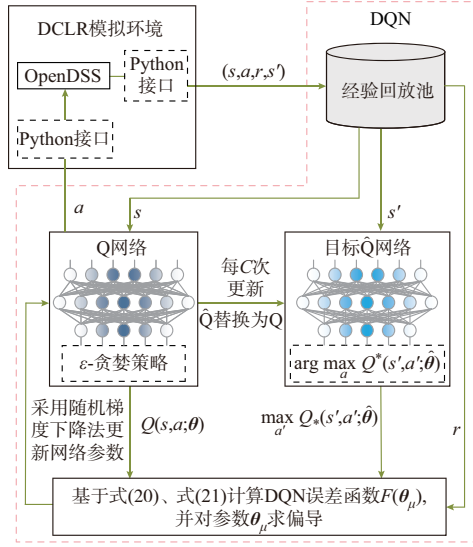 DCLR模拟环境
DQN
OpenDSS
Python
接口
Python接口
(s,a,r,s′)
经验回放池
a
s
s′
Q网络
ε-贪婪策略
每C次
更新
Q̂替换为Q
目标Q̂网络
arg max Q*(s′,a′;θ̂)
a
采用随机梯
度下降法更
新网络参数
Q(s,a;θ)
max Q*(s′,a′;θ̂)
a′
r
基于式(20)、式(21)计算DQN误差函数F(θμ),
并对参数θμ求偏导